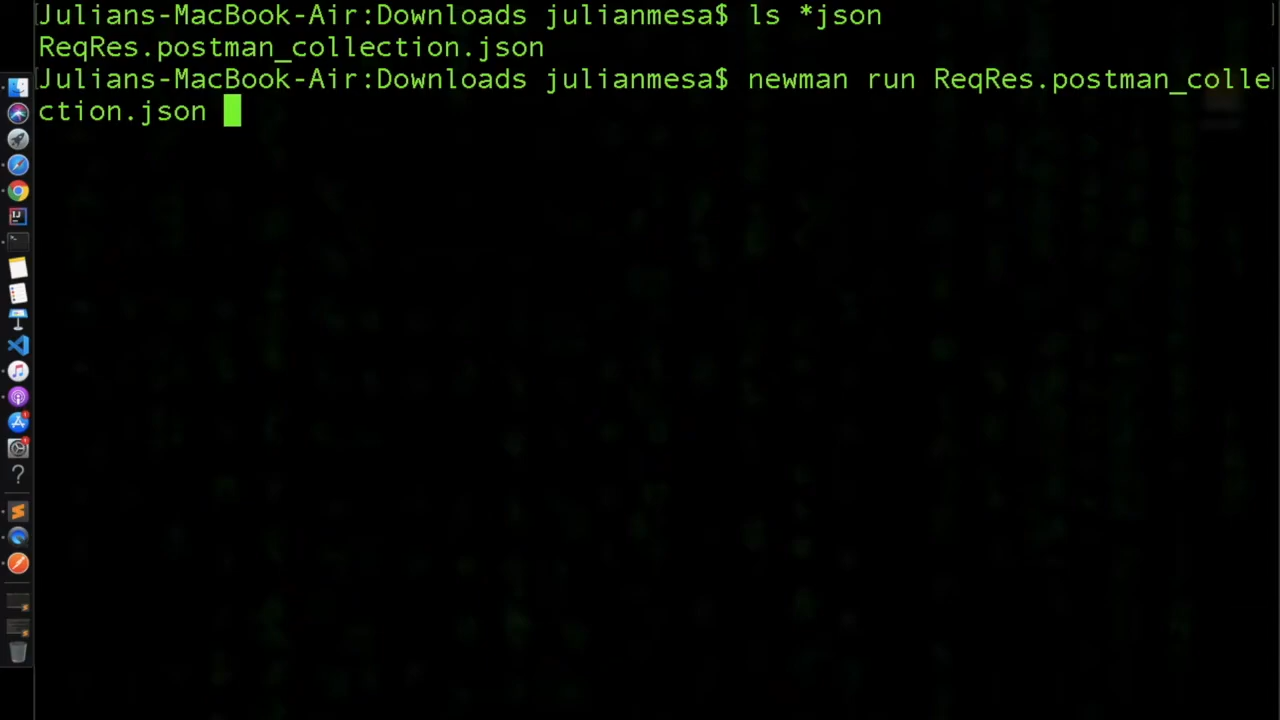 Julians-MacBook-Air:Downloads julianmesa$ ls *json
ReqRes.postman_collection.json
Julians-MacBook-Air:Downloads julianmesa$ newman run ReqRes.postman_colle
ction.json